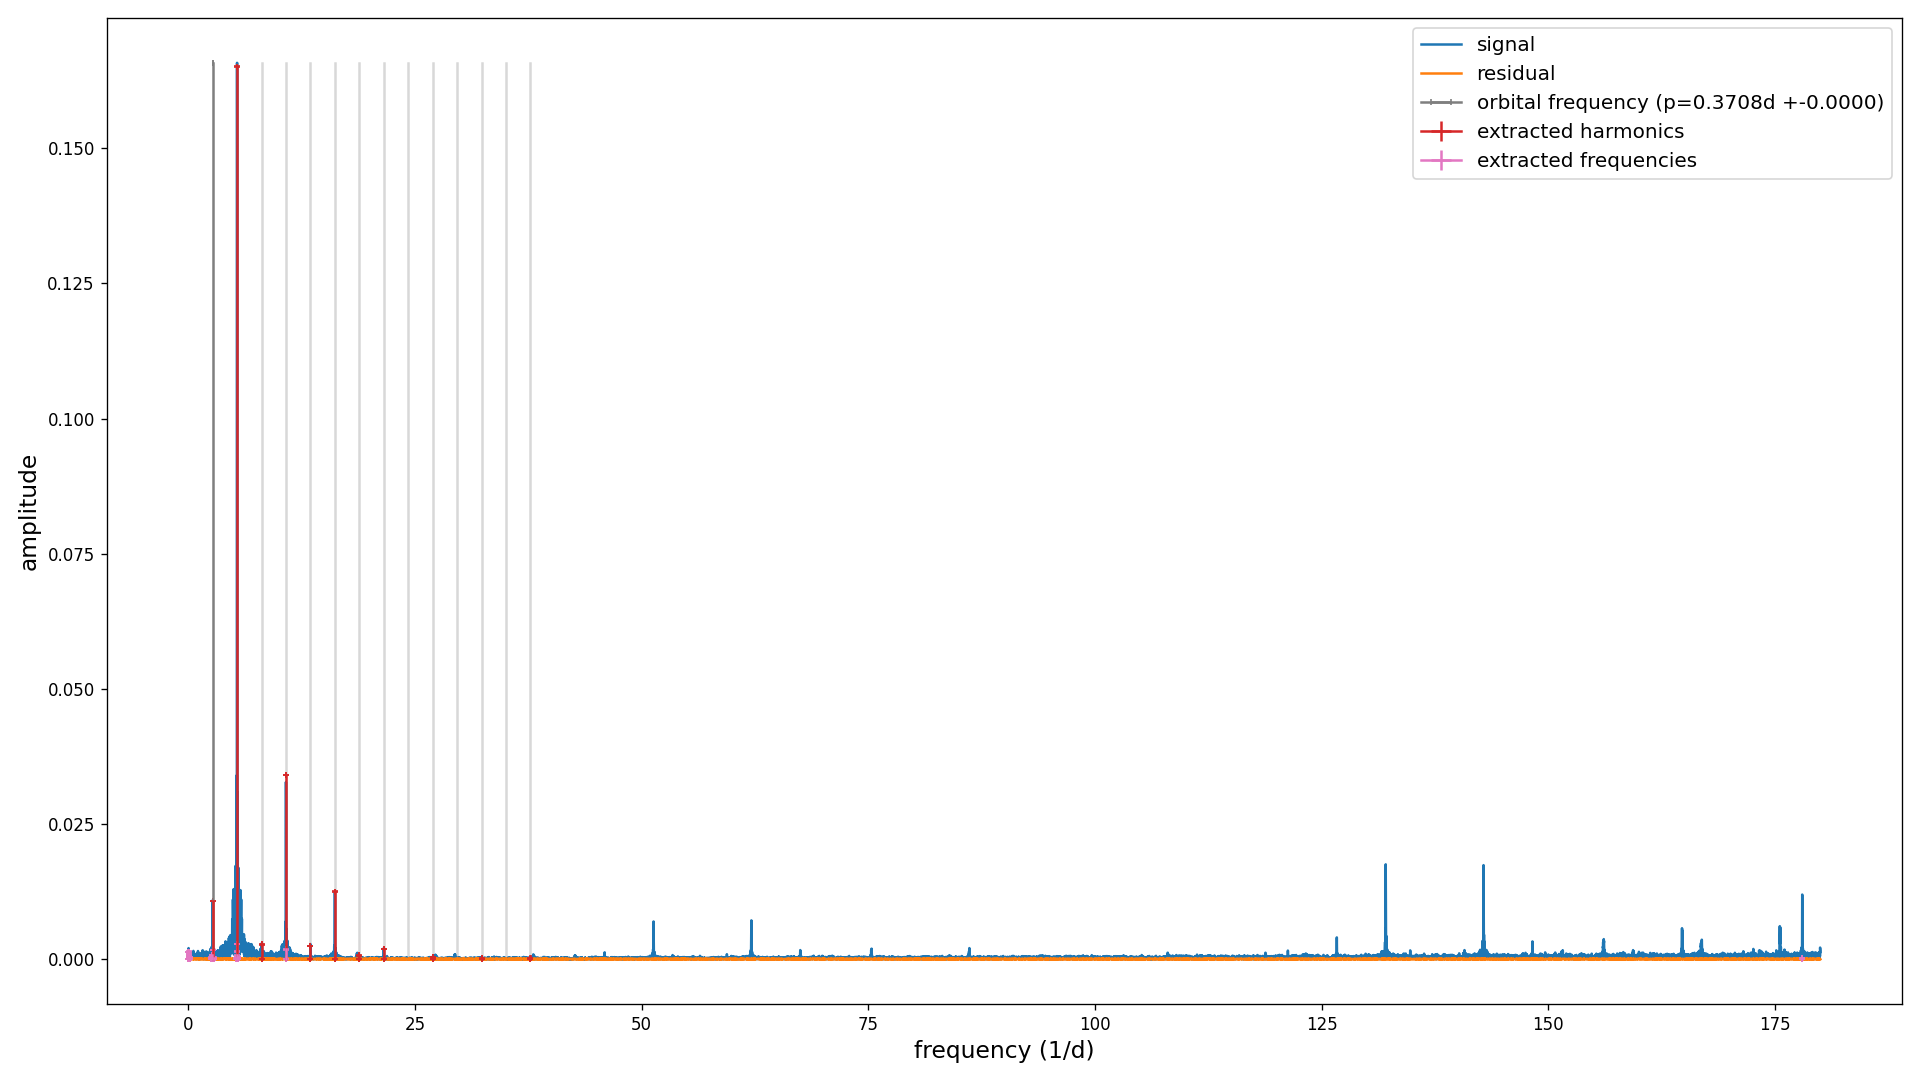 signal
residual
orbital frequency (p=0.3708d +-0.0000)
extracted harmonics
extracted frequencies
0.150
0.125
0.100
0.075
0.050
0.025
0.000
amplitude
0 25 50 75 100 125 150 175
frequency (1/d)